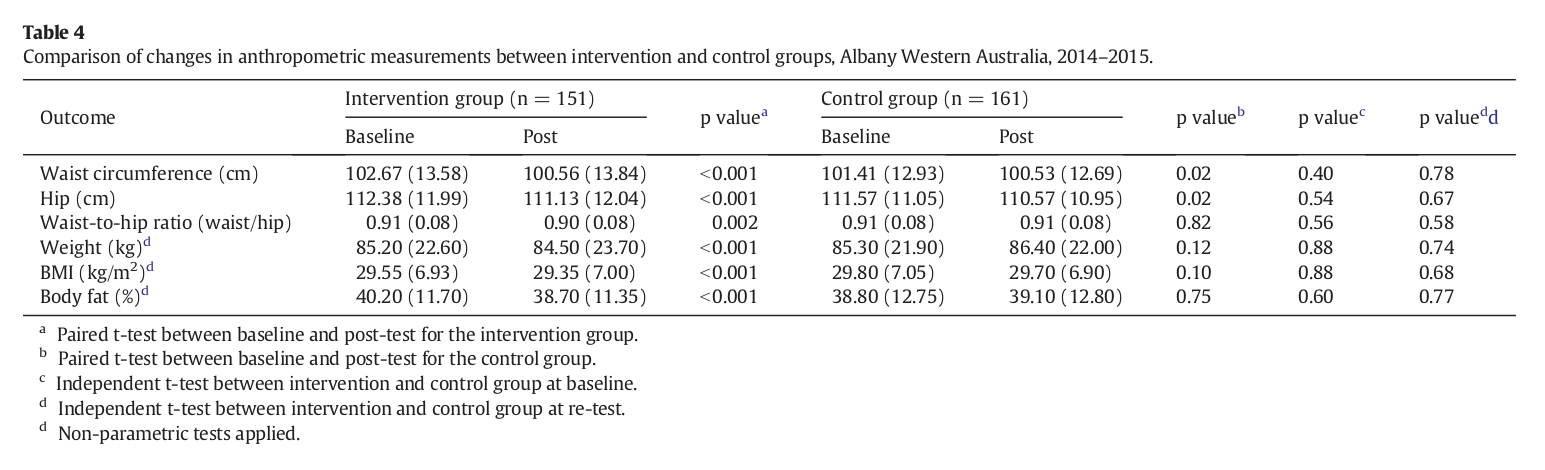 Table 4
Comparison of changes in anthropometric measurements between intervention and control groups, Albany Western Australia, 2014–2015.
Outcome Intervention group (n = 151) p valueᵃ Control group (n = 161) p valueᵇ p valueᶜ p valueᵈd
Baseline Post Baseline Post
Waist circumference (cm) 102.67 (13.58) 100.56 (13.84) <0.001 101.41 (12.93) 100.53 (12.69) 0.02 0.40 0.78
Hip (cm) 112.38 (11.99) 111.13 (12.04) <0.001 111.57 (11.05) 110.57 (10.95) 0.02 0.54 0.67
Waist-to-hip ratio (waist/hip) 0.91 (0.08) 0.90 (0.08) 0.002 0.91 (0.08) 0.91 (0.08) 0.82 0.56 0.58
Weight (kg)ᵈ 85.20 (22.60) 84.50 (23.70) <0.001 85.30 (21.90) 86.40 (22.00) 0.12 0.88 0.74
BMI (kg/m²)ᵈ 29.55 (6.93) 29.35 (7.00) <0.001 29.80 (7.05) 29.70 (6.90) 0.10 0.88 0.68
Body fat (%)ᵈ 40.20 (11.70) 38.70 (11.35) <0.001 38.80 (12.75) 39.10 (12.80) 0.75 0.60 0.77
ᵃ Paired t-test between baseline and post-test for the intervention group.
ᵇ Paired t-test between baseline and post-test for the control group.
ᶜ Independent t-test between intervention and control group at baseline.
ᵈ Independent t-test between intervention and control group at re-test.
ᵈ Non-parametric tests applied.